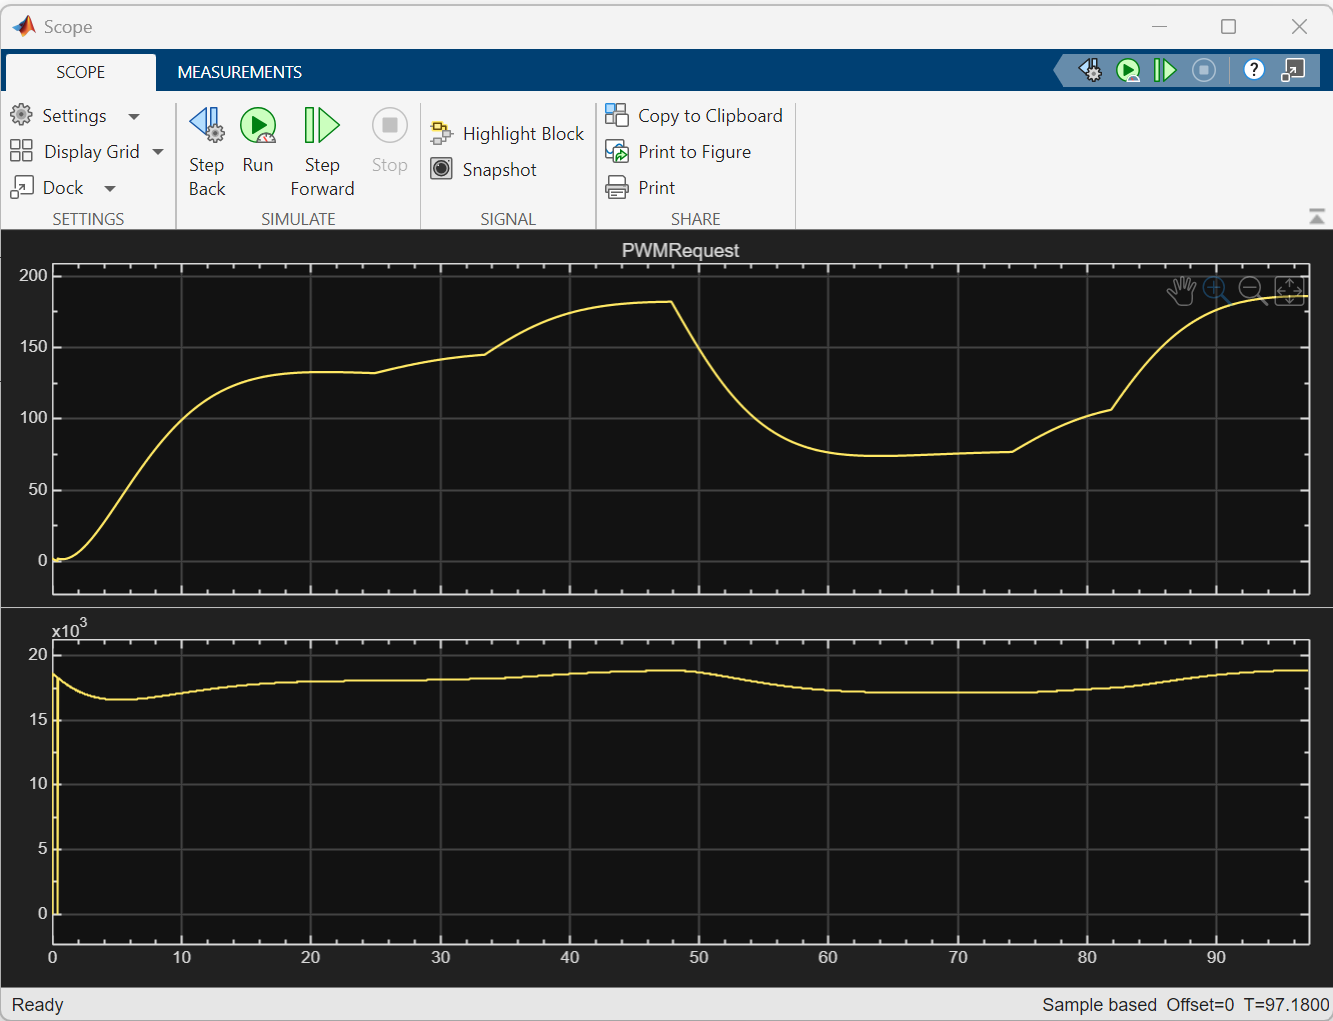 Scope
SCOPE
MEASUREMENTS
Settings
Display Grid
Dock
SETTINGS
Step Back
Run
Step Forward
Stop
SIMULATE
Highlight Block
Snapshot
SIGNAL
Copy to Clipboard
Print to Figure
Print
SHARE
PWMRequest
200
150
100
50
0
x10³
20
15
10
5
0
0 10 20 30 40 50 60 70 80 90
Ready
Sample based Offset=0 T=97.1800